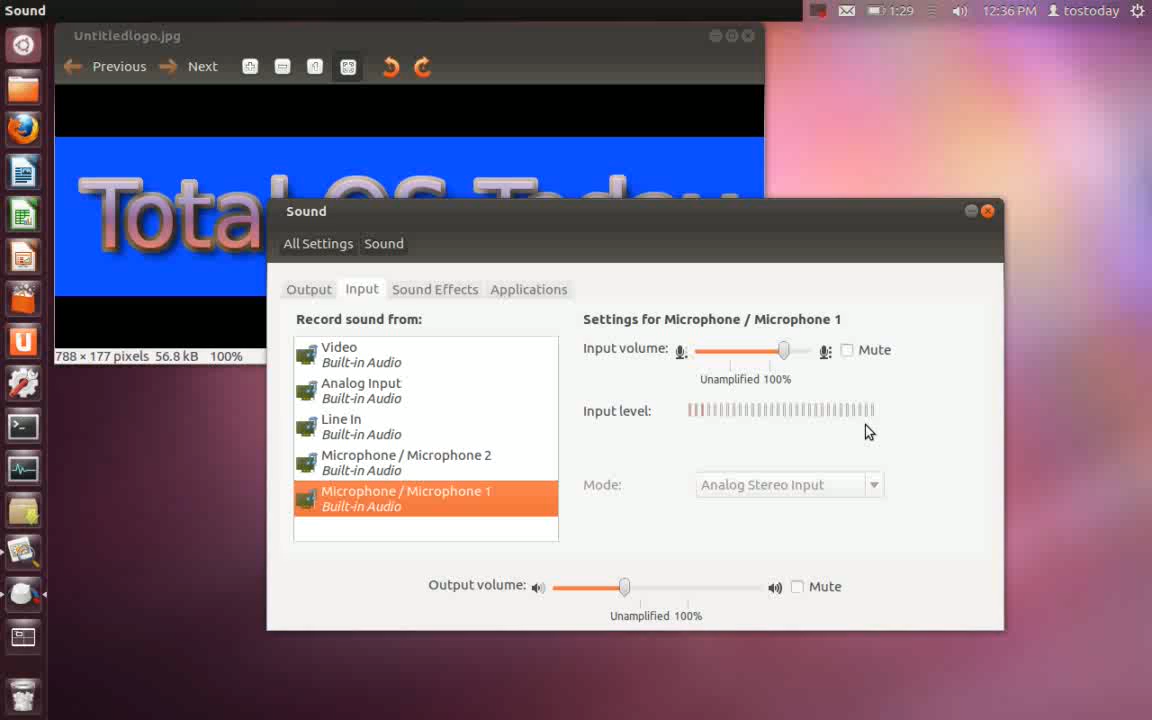 Sound
1:29
12:36 PM
tostoday
Untitledlogo.jpg
Previous
Next
Total OS Today
788 × 177 pixels 56.8 kB 100%
Sound
All Settings
Sound
Output
Input
Sound Effects
Applications
Record sound from:
Video
Built-in Audio
Analog Input
Built-in Audio
Line In
Built-in Audio
Microphone / Microphone 2
Built-in Audio
Microphone / Microphone 1
Built-in Audio
Settings for Microphone / Microphone 1
Input volume:
Mute
Unamplified 100%
Input level:
Mode:
Analog Stereo Input
Output volume:
Mute
Unamplified 100%